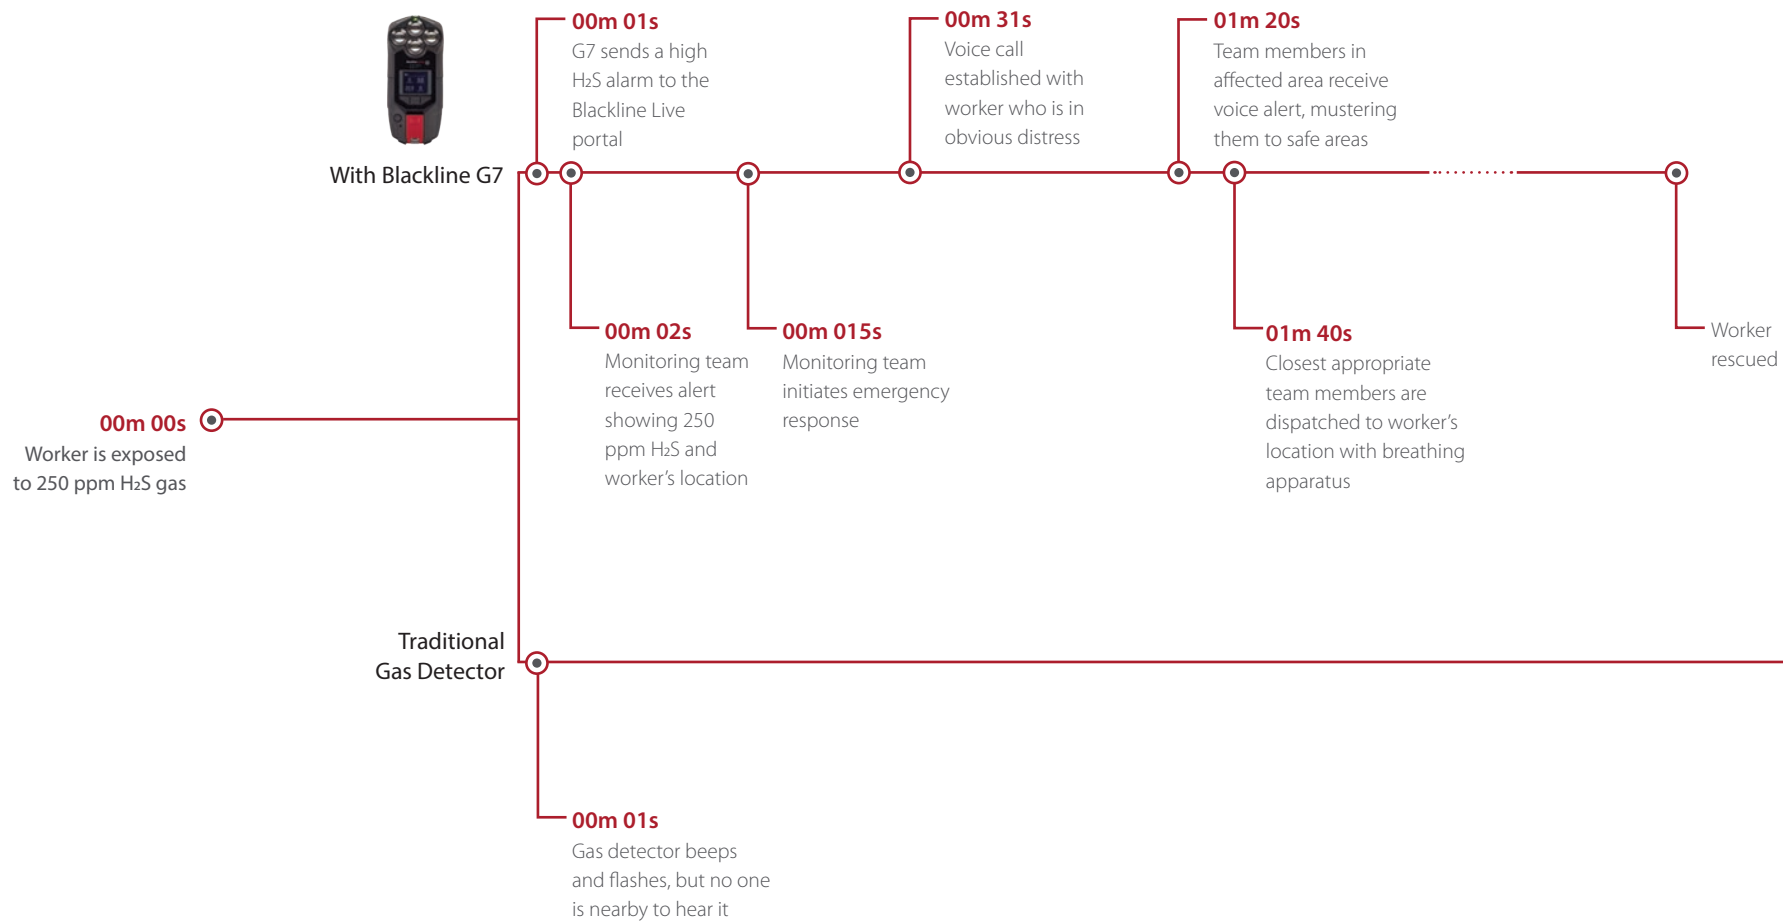 00m 01s
G7 sends a high
H₂S alarm to the
Blackline Live
portal
00m 31s
Voice call
established with
worker who is in
obvious distress
01m 20s
Team members in
affected area receive
voice alert, mustering
them to safe areas
With Blackline G7
00m 02s
Monitoring team
receives alert
showing 250
ppm H₂S and
worker’s location
00m 015s
Monitoring team
initiates emergency
response
01m 40s
Closest appropriate
team members are
dispatched to worker’s
location with breathing
apparatus
Worker
rescued
00m 00s
Worker is exposed
to 250 ppm H₂S gas
Traditional
Gas Detector
00m 01s
Gas detector beeps
and flashes, but no one
is nearby to hear it